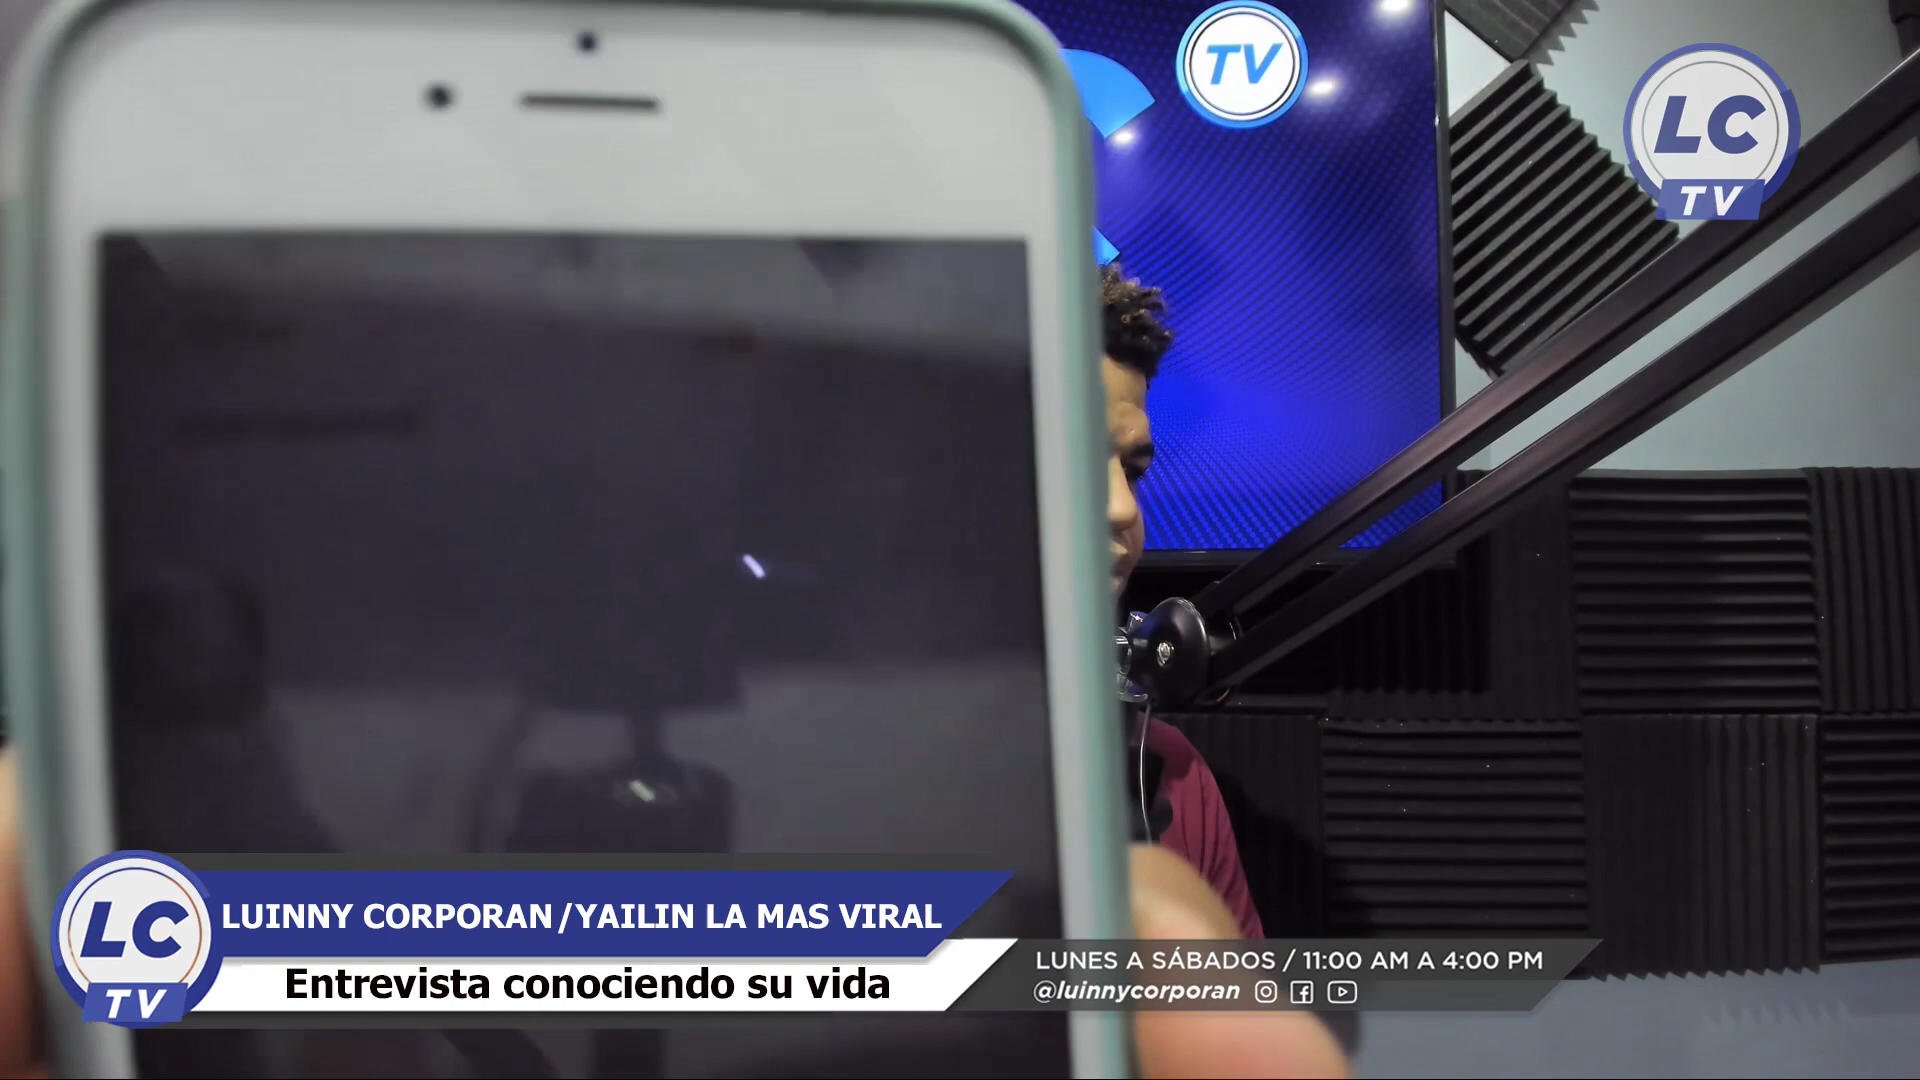 TV
LC
TV
LC
TV
LUINNY CORPORAN/YAILIN LA MAS VIRAL
Entrevista conociendo su vida
LUNES A SÁBADOS / 11:00 AM A 4:00 PM
@luinnycorporan